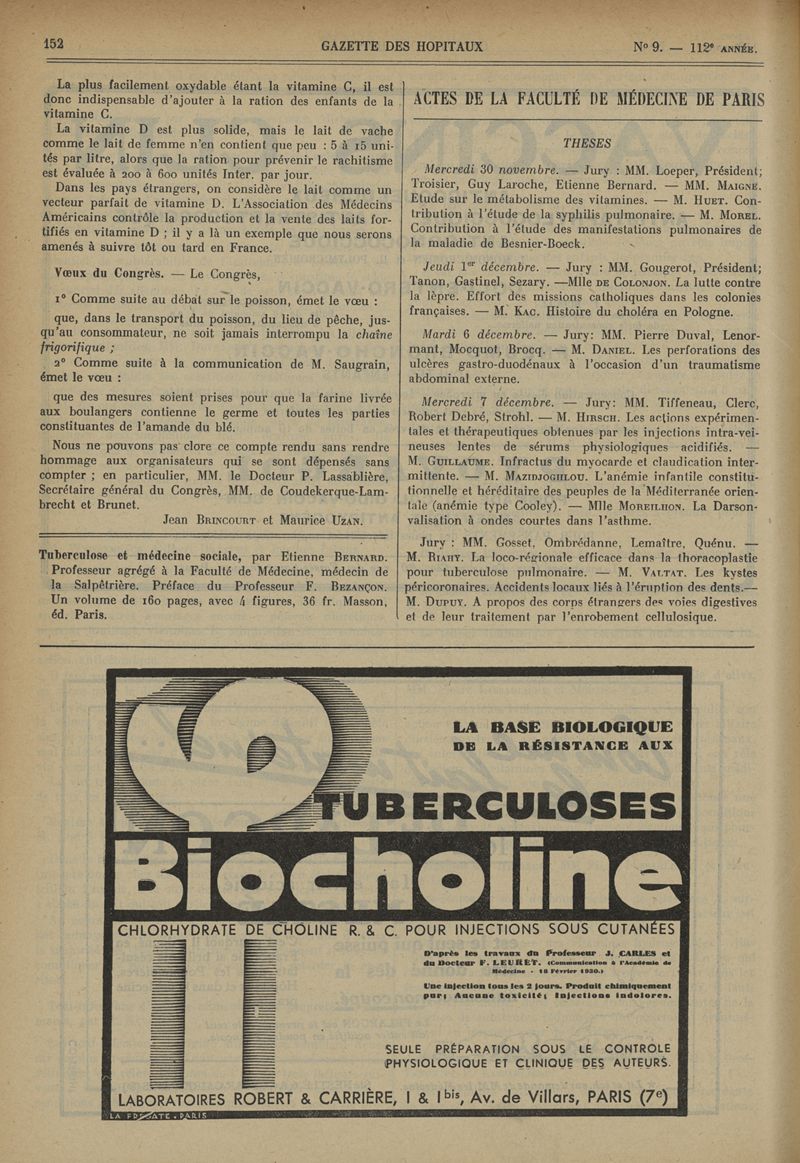 152
GAZETTE DES HOPITAUX
N° 9. — 112e ANNÉE.
La plus facilement oxydable étant la vitamine C, il est
donc indispensable d'ajouter à la ration des enfants de la
vitamine C.
La vitamine D est plus solide, mais le lait de vache
comme le lait de femme n'en contient que peu : 5 à 15 uni-
tés par litre, alors que la ration pour prévenir le rachitisme
est évaluée à 200 à 600 unités Inter. par jour.
Dans les pays étrangers, on considère le lait comme un
vecteur parfait de vitamine D. L'Association des Médecins
Américains contrôle la production et la vente des laits for-
tifiés en vitamine D ; il y a là un exemple que nous serons
amenés à suivre tôt ou tard en France.
Vœux du Congrès. — Le Congrès,
1° Comme suite au débat sur le poisson, émet le vœu :
que, dans le transport du poisson, du lieu de pêche, jus-
qu'au consommateur, ne soit jamais interrompu la chaîne
frigorifique ;
2° Comme suite à la communication de M. Saugrain,
émet le vœu :
que des mesures soient prises pour que la farine livrée
aux boulangers contienne le germe et toutes les parties
constituantes de l'amande du blé.
Nous ne pouvons pas clore ce compte rendu sans rendre
hommage aux organisateurs qui se sont dépensés sans
compter ; en particulier, MM. le Docteur P. Lassablière,
Secrétaire général du Congrès, MM. de Coudekerque-Lam-
brecht et Brunet.
Jean BRINCOURT et Maurice UZAN.
Tuberculose et médecine sociale, par Etienne BERNARD.
Professeur agrégé à la Faculté de Médecine, médecin de
la Salpêtrière. Préface du Professeur F. BEZANÇON.
Un volume de 160 pages, avec 4 figures, 36 fr. Masson,
éd. Paris.
ACTES DE LA FACULTÉ DE MÉDECINE DE PARIS
THESES
Mercredi 30 novembre. — Jury : MM. Loeper, Président;
Troisier, Guy Laroche, Etienne Bernard. — MM. MAIGNE.
Etude sur le métabolisme des vitamines. — M. HUET. Con-
tribution à l'étude de la syphilis pulmonaire. — M. MOREL.
Contribution à l'étude des manifestations pulmonaires de
la maladie de Besnier-Boeck.
Jeudi 1er décembre. — Jury : MM. Gougerot, Président;
Tanon, Gastinel, Sezary. —Mlle DE COLONJON. La lutte contre
la lèpre. Effort des missions catholiques dans les colonies
françaises. — M. KAC. Histoire du choléra en Pologne.
Mardi 6 décembre. — Jury: MM. Pierre Duval, Lenor-
mant, Mocquot, Brocq. — M. DANIEL. Les perforations des
ulcères gastro-duodénaux à l'occasion d'un traumatisme
abdominal externe.
Mercredi 7 décembre. — Jury: MM. Tiffeneau, Clerc,
Robert Debré, Strohl. — M. HIRSCH. Les actions expérimen-
tales et thérapeutiques obtenues par les injections intra-vei-
neuses lentes de sérums physiologiques acidifiés. —
M. GUILLAUME. Infractus du myocarde et claudication inter-
mittente. — M. MAZINDJOGHLOU. L'anémie infantile constitu-
tionnelle et héréditaire des peuples de la Méditerranée orien-
tale (anémie type Cooley). — Mlle MOREILHON. La Darson-
valisation à ondes courtes dans l'asthme.
Jury : MM. Gosset, Ombrédanne, Lemaître, Quénu. —
M. RIAHY. La loco-régionale efficace dans la thoracoplastie
pour tuberculose pulmonaire. — M. VALTAT. Les kystes
péricoronaires. Accidents locaux liés à l'éruption des dents.—
M. DUPUY. A propos des corps étrangers des voies digestives
et de leur traitement par l'enrobement cellulosique.
LA BASE BIOLOGIQUE
DE LA RÉSISTANCE AUX
TUBERCULOSES
Biocholine
CHLORHYDRATE DE CHOLINE R. & C. POUR INJECTIONS SOUS CUTANÉES
D'après les travaux du Professeur J. CARLES et
du Docteur F. LEURET. (Communication à l'Académie de
Médecine - 18 Février 1930.)
Une injection tous les 2 jours. Produit chimiquement
pur; Aucune toxicité; Injections indolores.
SEULE PRÉPARATION SOUS LE CONTROLE
PHYSIOLOGIQUE ET CLINIQUE DES AUTEURS.
LABORATOIRES ROBERT & CARRIÈRE, 1 & 1bis, Av. de Villars, PARIS (7e)